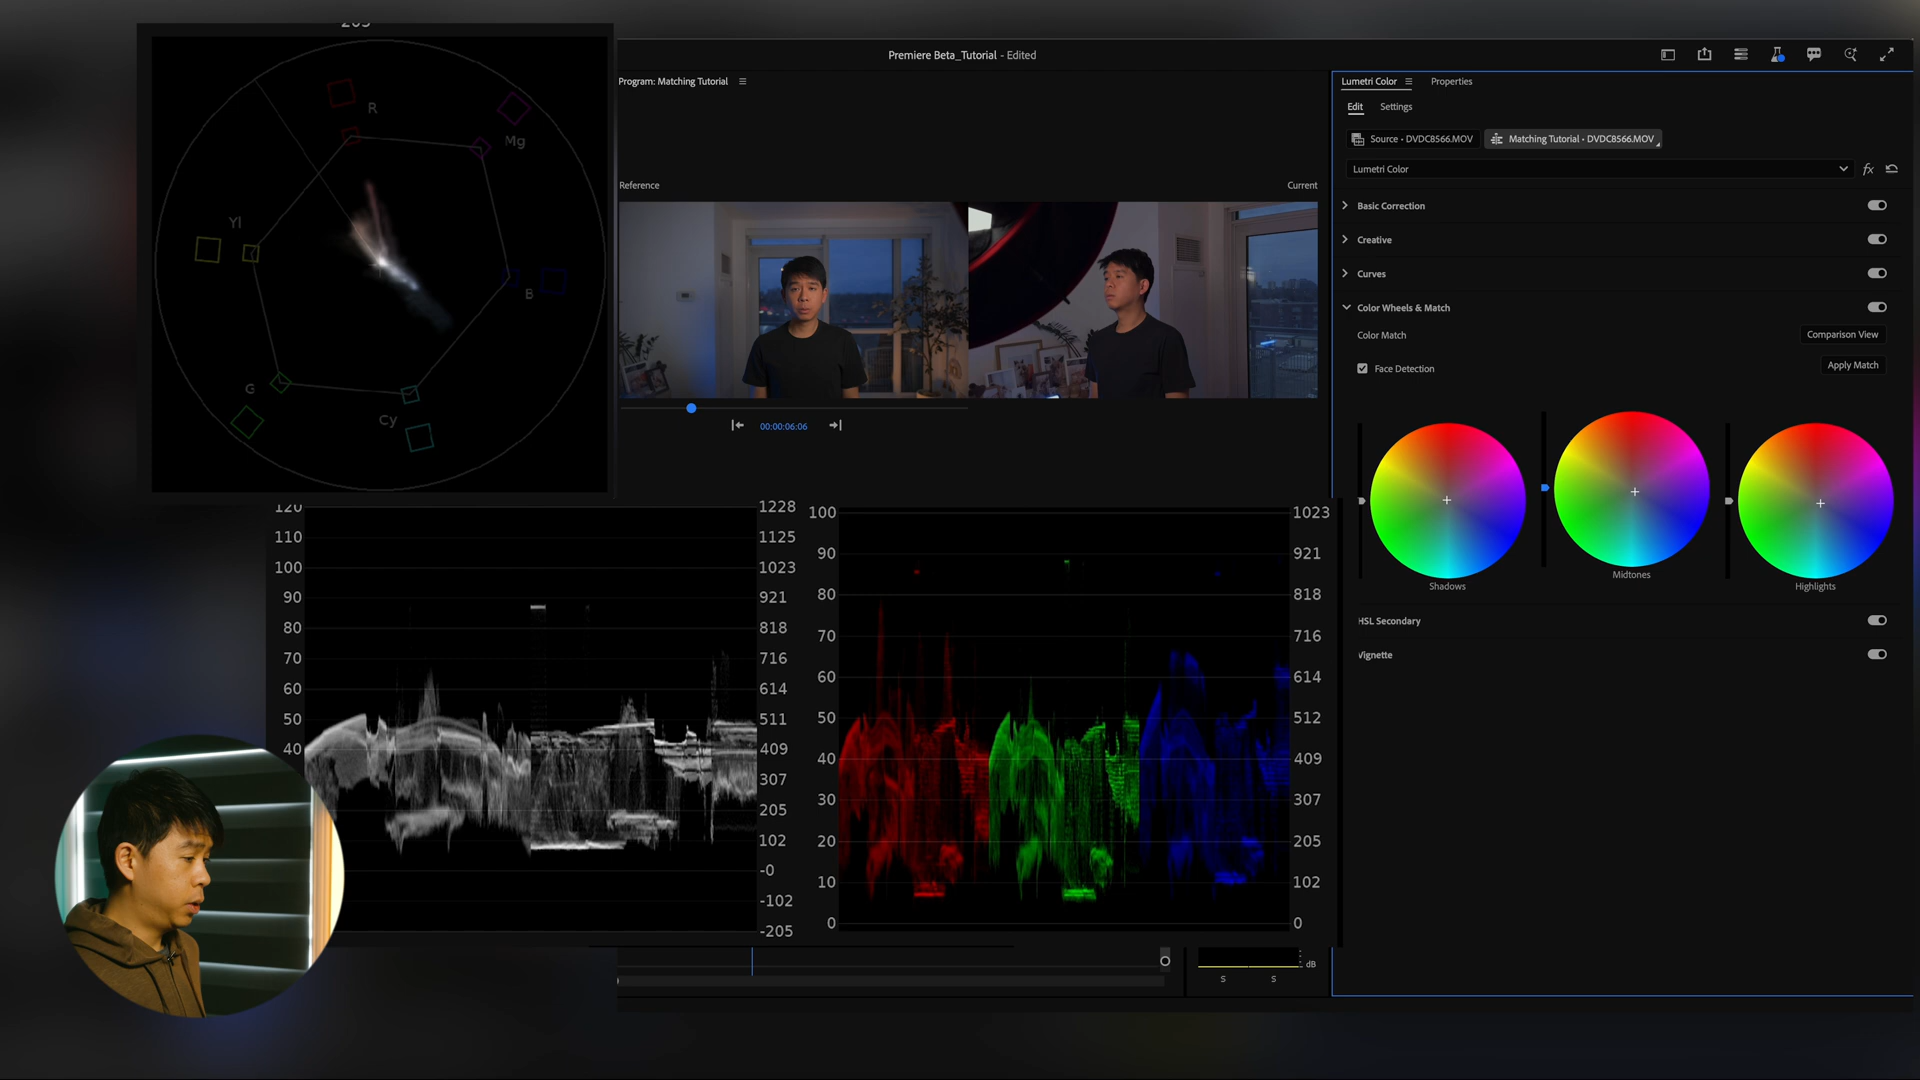 Premiere Beta_Tutorial - Edited
Program: Matching Tutorial
Reference
Current
00:00:06:06
R
Mg
Yl
B
G
Cy
120
110
100
90
80
70
60
50
40
1228
1125
1023
921
818
716
614
511
409
307
205
102
-0
-102
-205
100
90
80
70
60
50
40
30
20
10
0
1023
921
818
716
614
512
409
307
205
102
0
dB
S
S
Lumetri Color
Properties
Edit
Settings
Source • DVDC8566.MOV
Matching Tutorial • DVDC8566.MOV
Lumetri Color
fx
Basic Correction
Creative
Curves
Color Wheels & Match
Color Match
Comparison View
Face Detection
Apply Match
Shadows
Midtones
Highlights
HSL Secondary
Vignette